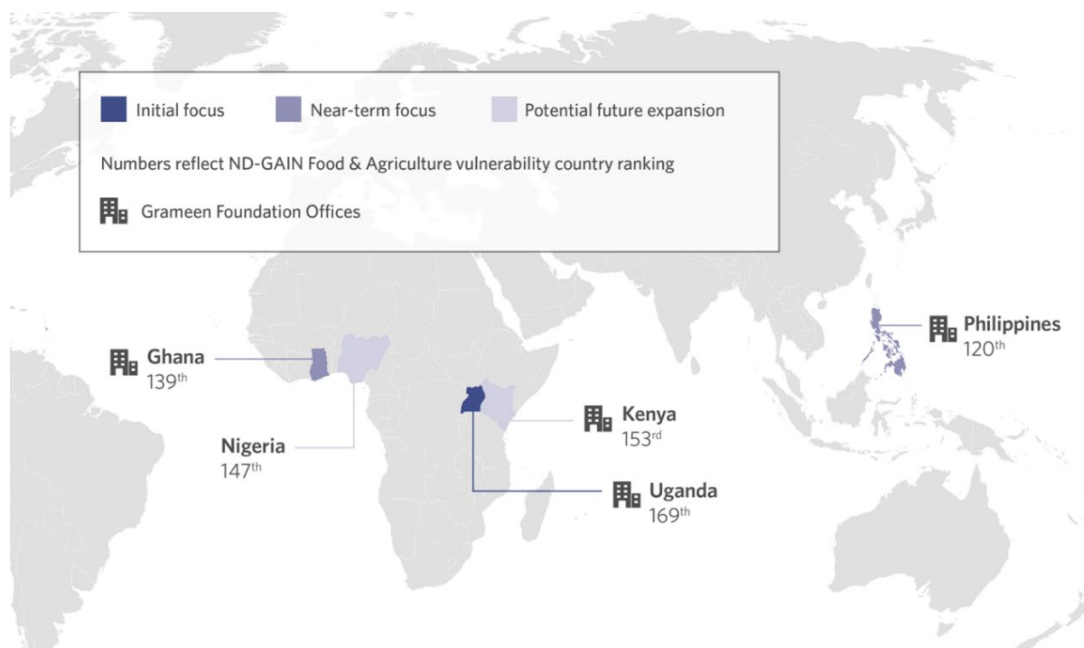 Initial focus
Near-term focus
Potential future expansion
Numbers reflect ND-GAIN Food & Agriculture vulnerability country ranking
Grameen Foundation Offices
Ghana
139th
Nigeria
147th
Philippines
120th
Kenya
153rd
Uganda
169th